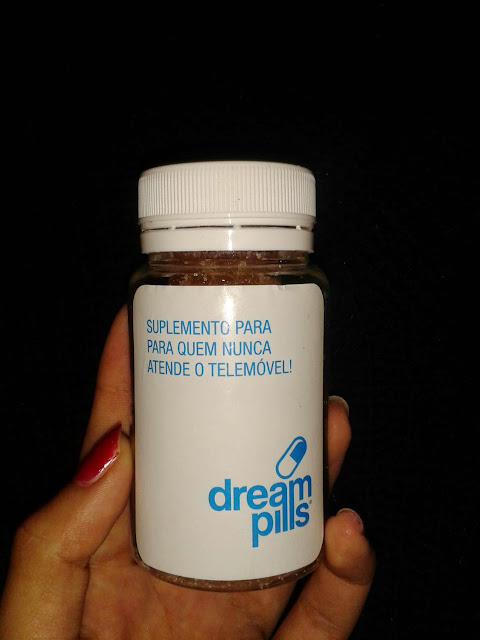 SUPLEMENTO PARA
PARA QUEM NUNCA
ATENDE O TELEMÓVEL!
dream
pills